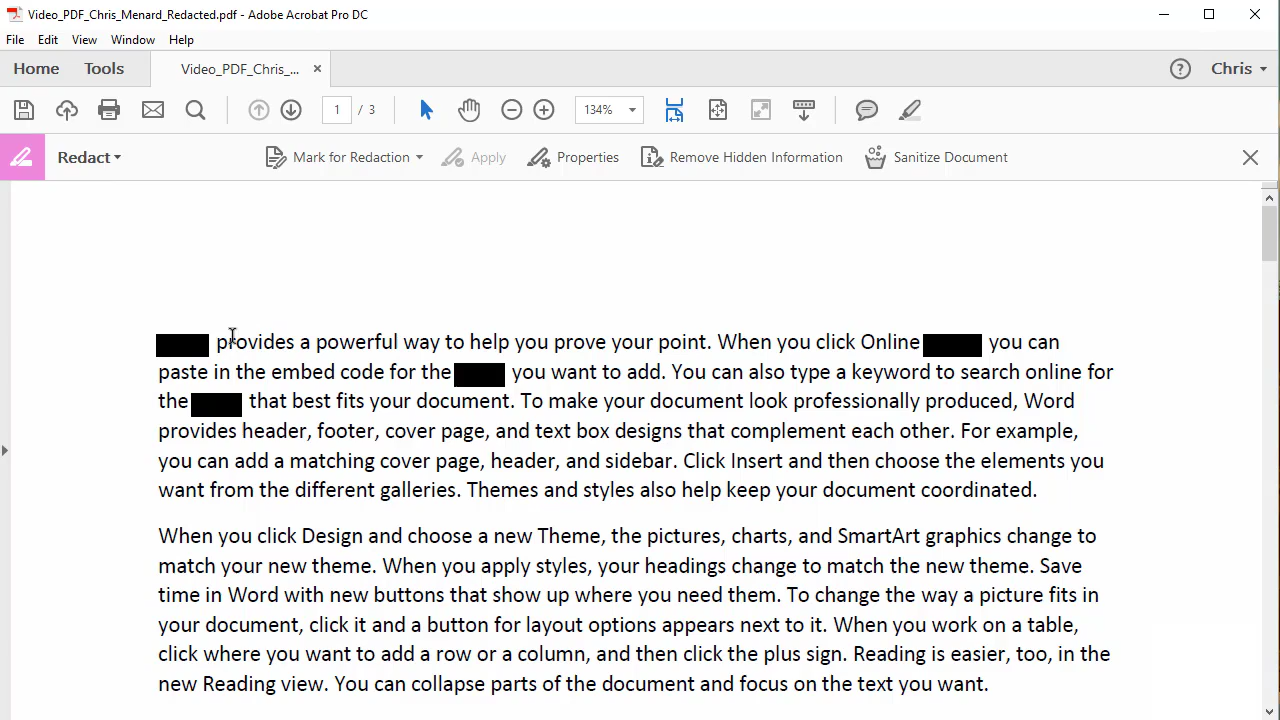 Video_PDF_Chris_Menard_Redacted.pdf - Adobe Acrobat Pro DC
File Edit View Window Help
Home Tools Video_PDF_Chris_... × ? Chris
1 / 3 134%
Redact Mark for Redaction Apply Properties Remove Hidden Information Sanitize Document
provides a powerful way to help you prove your point. When you click Online you can
paste in the embed code for the you want to add. You can also type a keyword to search online for
the that best fits your document. To make your document look professionally produced, Word
provides header, footer, cover page, and text box designs that complement each other. For example,
you can add a matching cover page, header, and sidebar. Click Insert and then choose the elements you
want from the different galleries. Themes and styles also help keep your document coordinated.
When you click Design and choose a new Theme, the pictures, charts, and SmartArt graphics change to
match your new theme. When you apply styles, your headings change to match the new theme. Save
time in Word with new buttons that show up where you need them. To change the way a picture fits in
your document, click it and a button for layout options appears next to it. When you work on a table,
click where you want to add a row or a column, and then click the plus sign. Reading is easier, too, in the
new Reading view. You can collapse parts of the document and focus on the text you want.